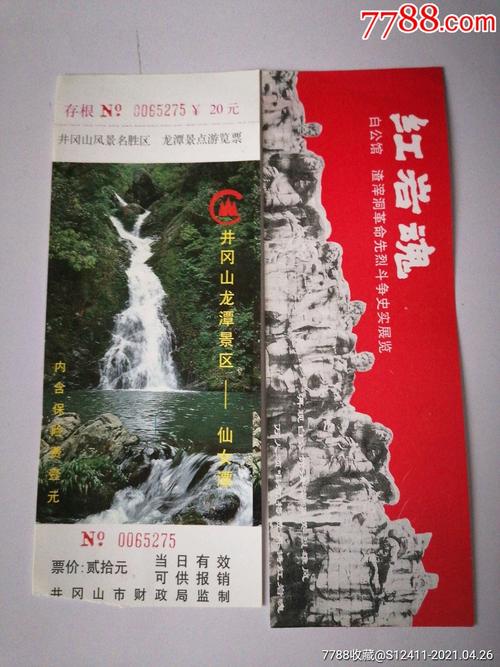 7788.com
存根 № 0065275 ¥ 20元
井冈山风景名胜区 龙潭景点游览票
井冈山龙潭景区——仙女潭
内含保险费壹元
№ 0065275
票价:贰拾元
当日有效
可供报销
井冈山市财政局监制
红岩魂
白公馆 渣滓洞革命先烈斗争史实展览
7788收藏@S12411-2021.04.26